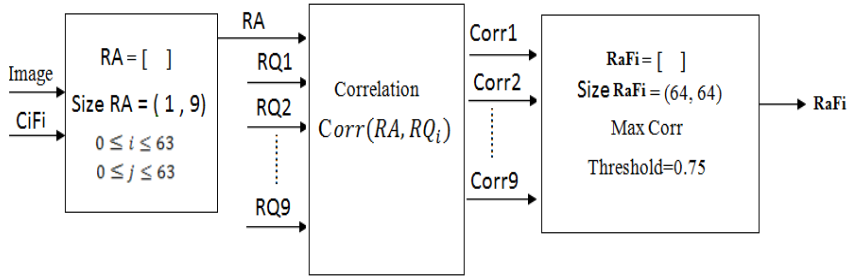 Image
CiFi
RA = [ ]
Size RA = ( 1 , 9)
0 ≤ i ≤ 63
0 ≤ j ≤ 63
RA
RQ1
RQ2
RQ9
Correlation
Corr(RA, RQi)
Corr1
Corr2
Corr9
RaFi = [ ]
Size RaFi = (64, 64)
Max Corr
Threshold=0.75
RaFi